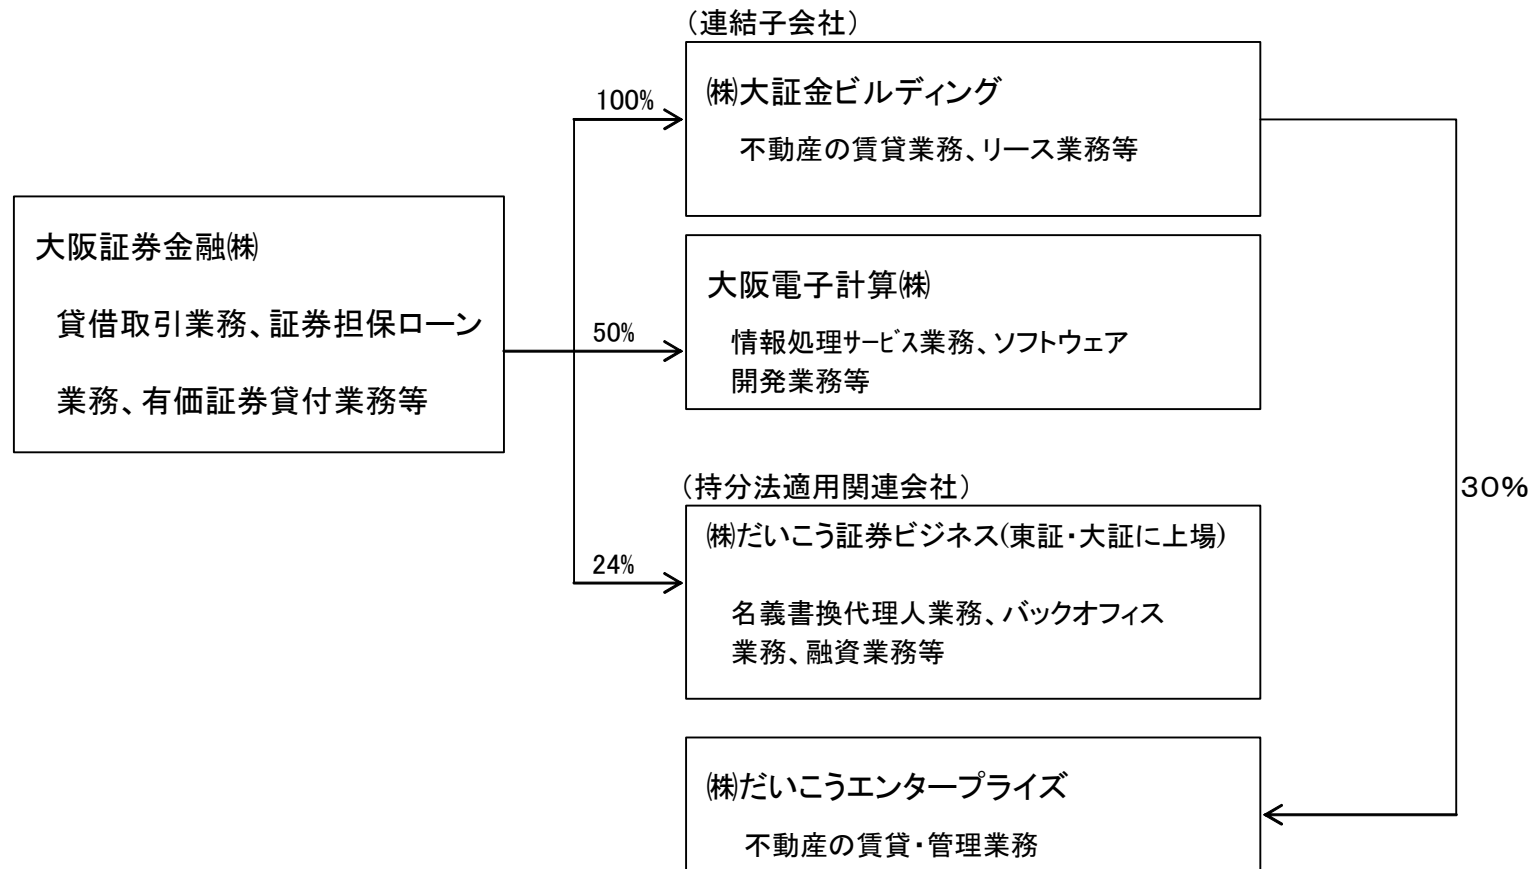 （連結子会社）
100%
㈱大証金ビルディング
不動産の賃貸業務、リース業務等
大阪証券金融㈱
貸借取引業務、証券担保ローン
業務、有価証券貸付業務等
50%
大阪電子計算㈱
情報処理ｻｰﾋﾞｽ業務、ソフトウェア
開発業務等
（持分法適用関連会社）
30%
24%
㈱だいこう証券ビジネス(東証・大証に上場)
名義書換代理人業務、バックオフィス
業務、融資業務等
㈱だいこうエンタープライズ
不動産の賃貸・管理業務